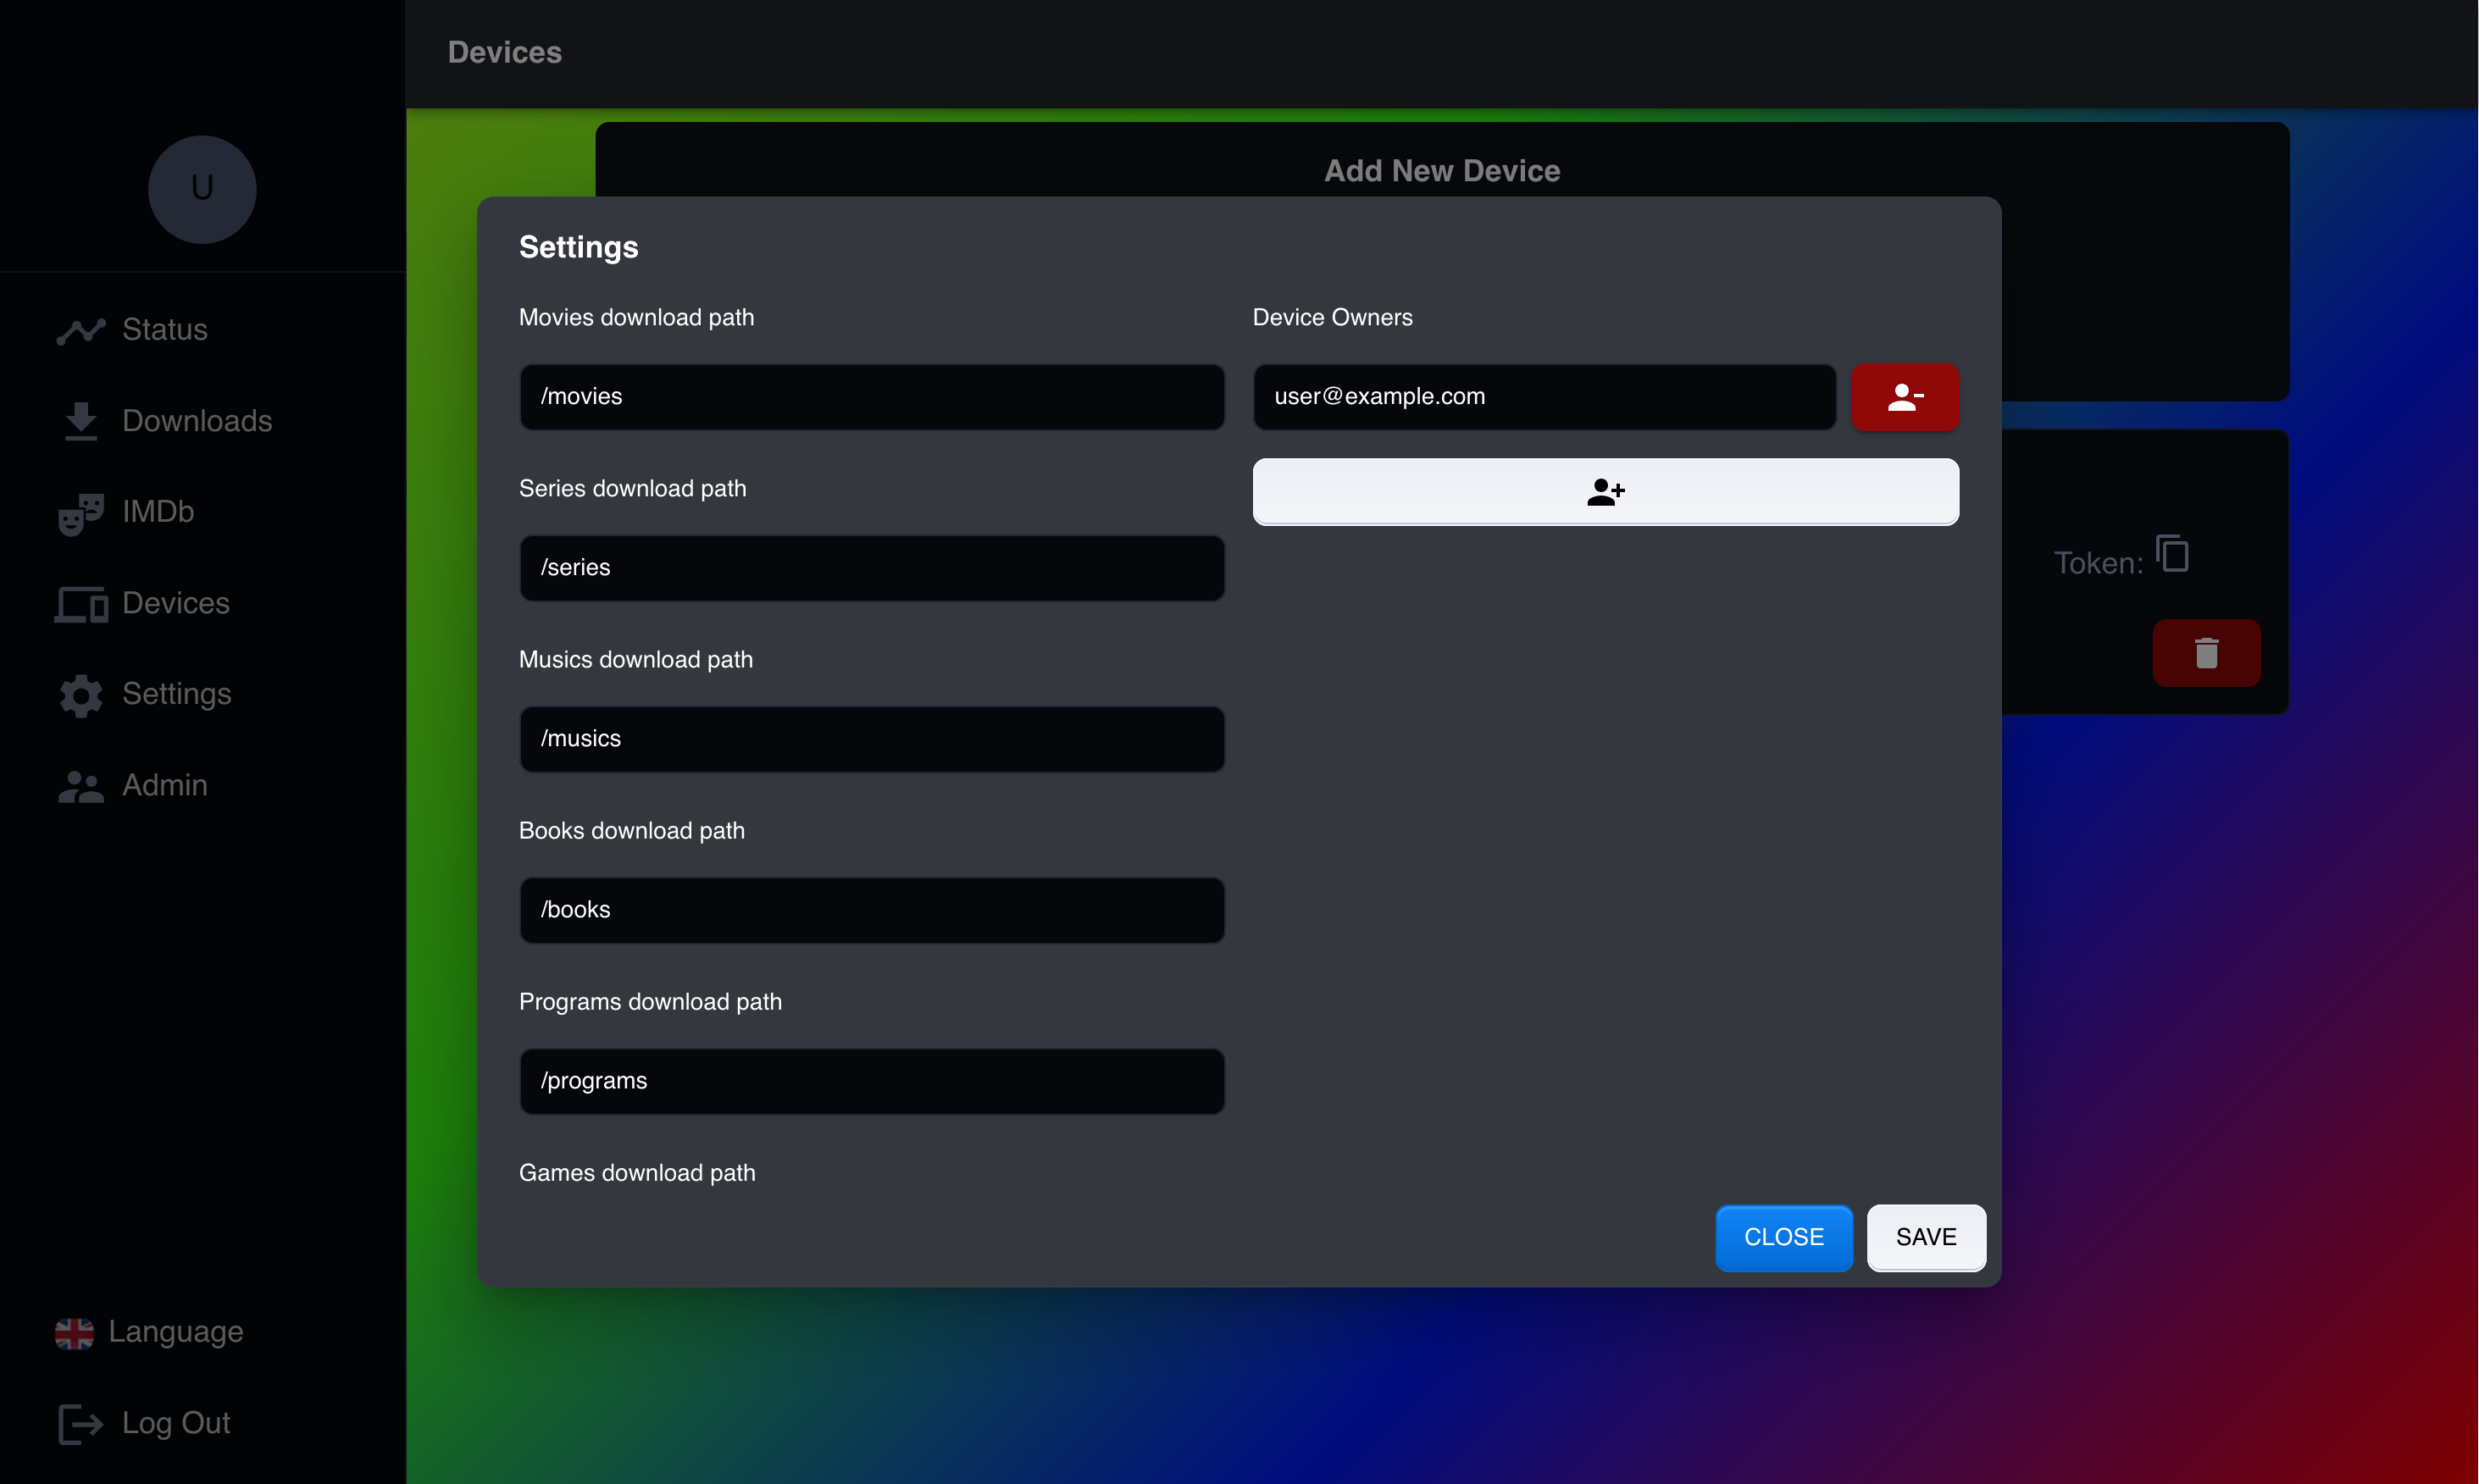 Devices
U
Status
Downloads
IMDb
Devices
Settings
Admin
Language
Log Out
Add New Device
Token:
Settings
Movies download path
/movies
Series download path
/series
Musics download path
/musics
Books download path
/books
Programs download path
/programs
Games download path
Device Owners
user@example.com
CLOSE
SAVE